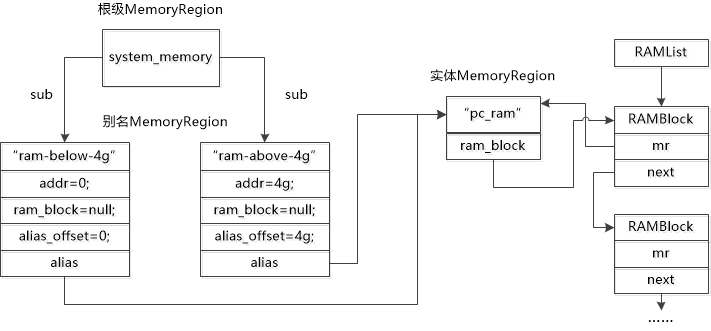 根级MemoryRegion
system_memory
sub
sub
别名MemoryRegion
“ram-below-4g”
addr=0;
ram_block=null;
alias_offset=0;
alias
“ram-above-4g”
addr=4g;
ram_block=null;
alias_offset=4g;
alias
实体MemoryRegion
“pc_ram”
ram_block
RAMList
RAMBlock
mr
next
RAMBlock
mr
next
……